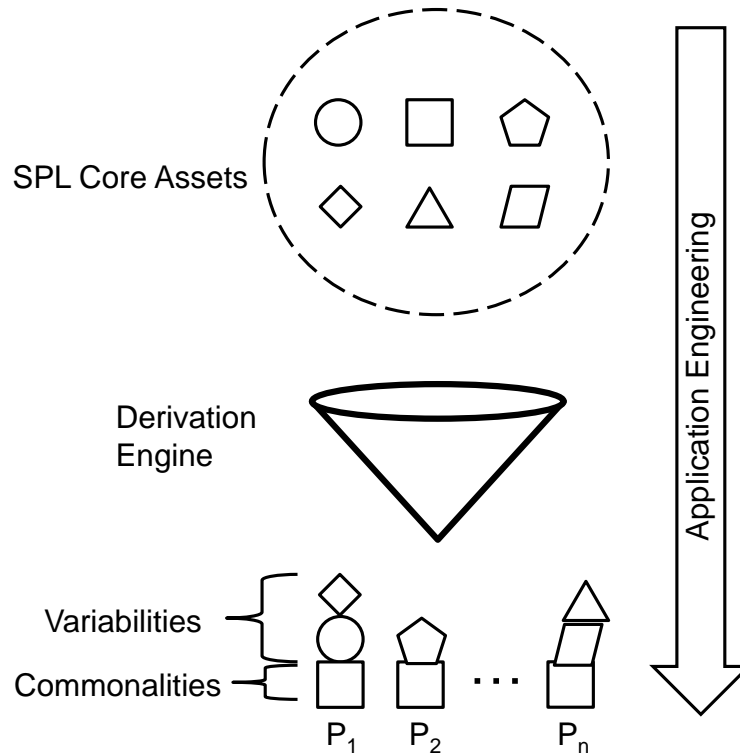 SPL Core Assets
Application Engineering
Derivation
Engine
Variabilities
Commonalities
...
P1 P2 Pn